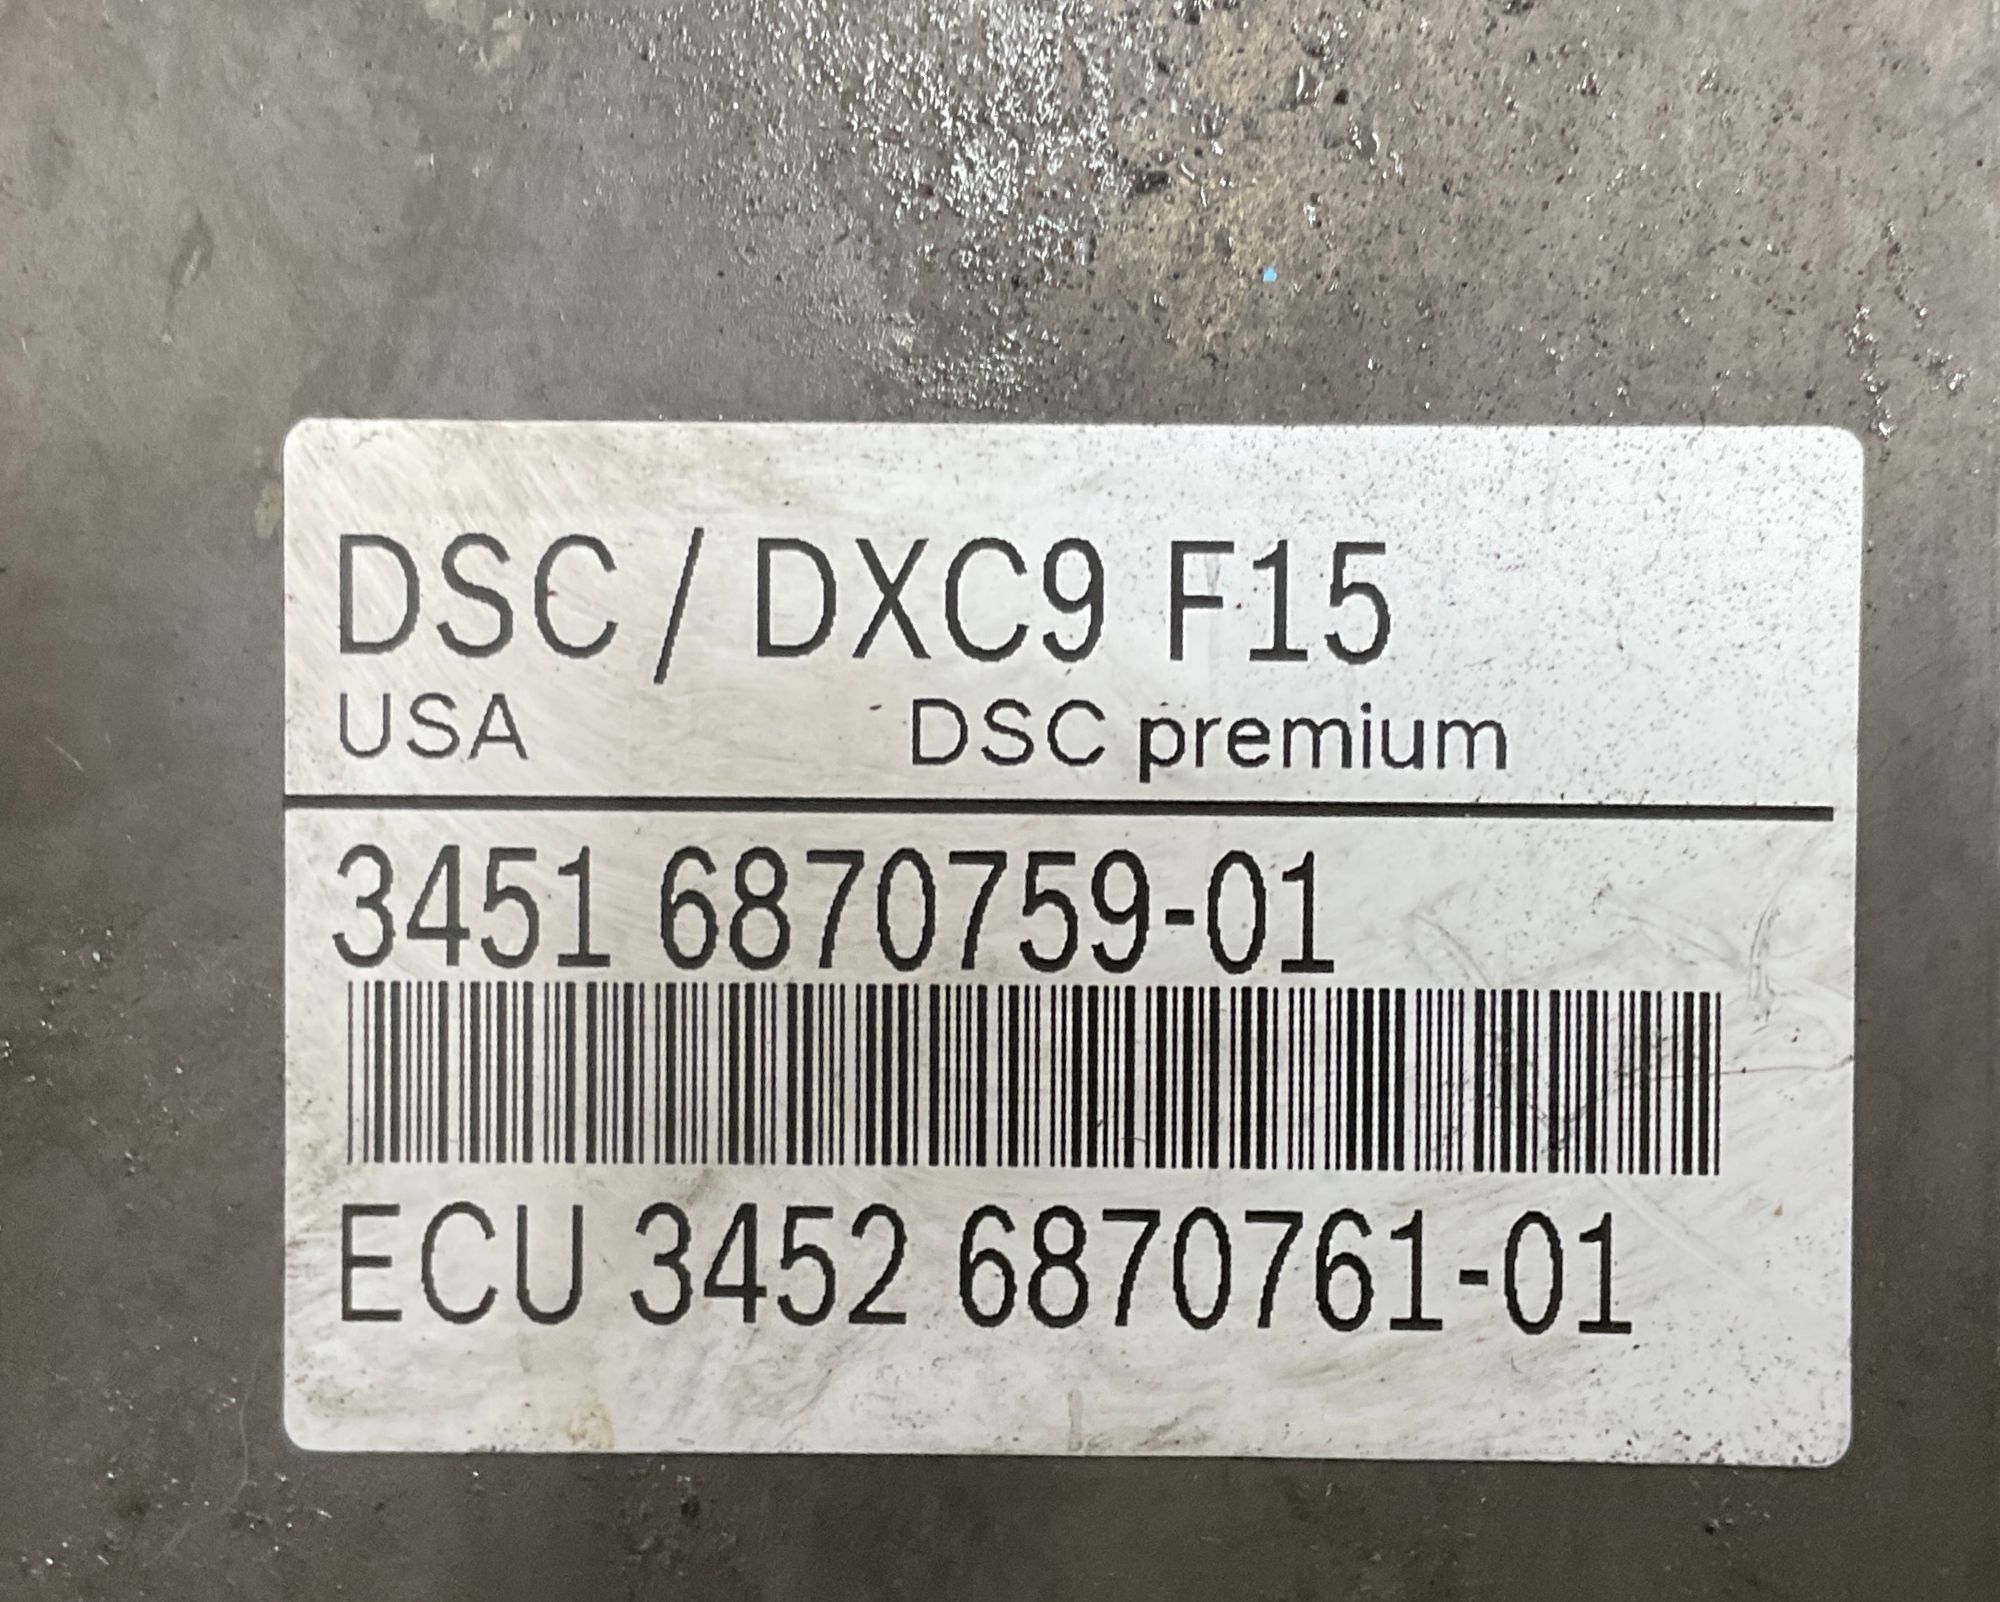 DSC / DXC9 F15
USA DSC premium
3451 6870759-01
ECU 3452 6870761-01